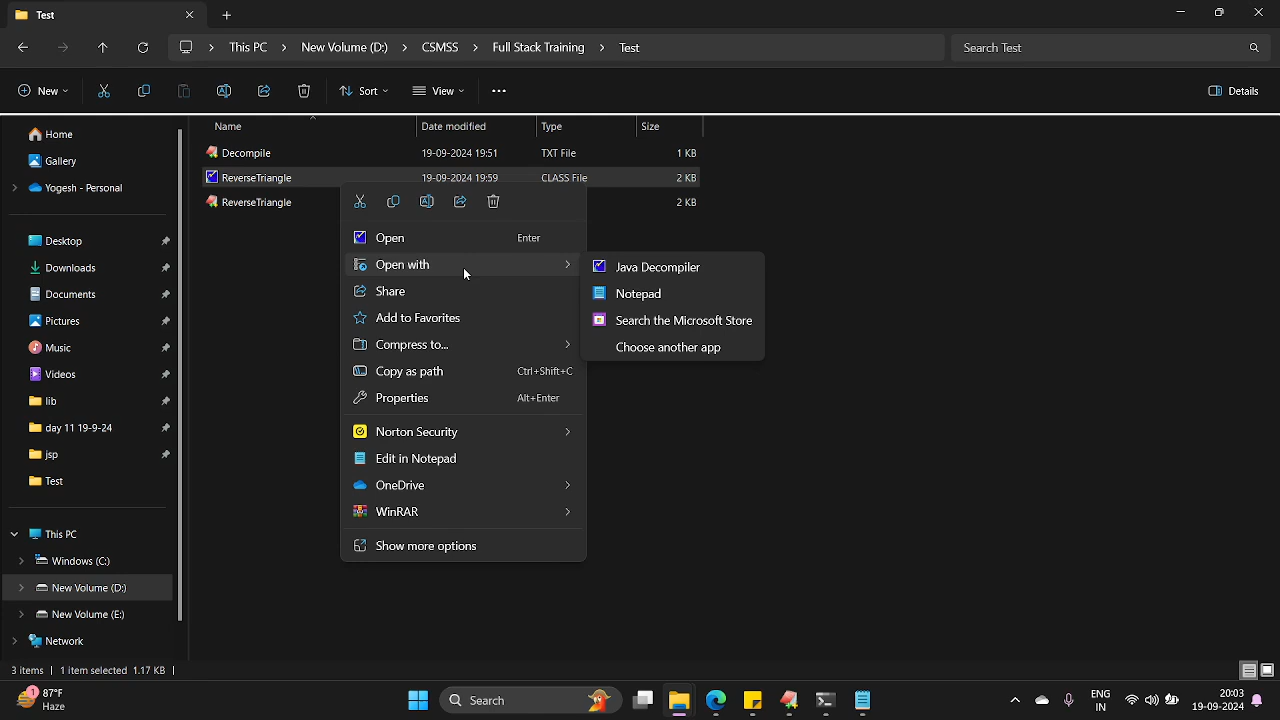 Test
This PC > New Volume (D:) > CSMSS > Full Stack Training > Test
Search Test
New
Sort
View
Details
Home
Gallery
Yogesh - Personal
Desktop
Downloads
Documents
Pictures
Music
Videos
lib
day 11 19-9-24
jsp
Test
This PC
Windows (C:)
New Volume (D:)
New Volume (E:)
Network
Name Date modified Type Size
Decompile 19-09-2024 19:51 TXT File 1 KB
ReverseTriangle 19-09-2024 19:59 CLASS File 2 KB
ReverseTriangle 2 KB
Open Enter
Open with
Share
Add to Favorites
Compress to...
Copy as path Ctrl+Shift+C
Properties Alt+Enter
Norton Security
Edit in Notepad
OneDrive
WinRAR
Show more options
Java Decompiler
Notepad
Search the Microsoft Store
Choose another app
3 items 1 item selected 1.17 KB
1
87°F
Haze
Search
ENG
IN
20:03
19-09-2024